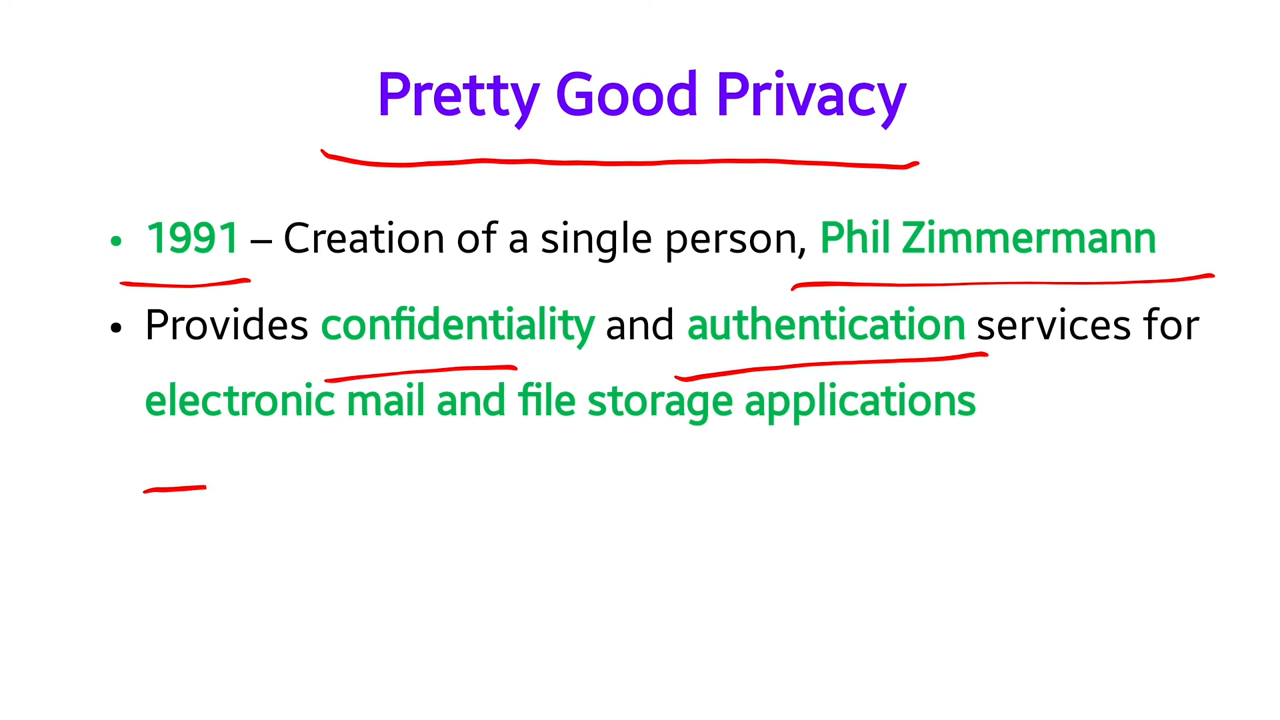 Pretty Good Privacy
• 1991 – Creation of a single person, Phil Zimmermann
• Provides confidentiality and authentication services for
electronic mail and file storage applications